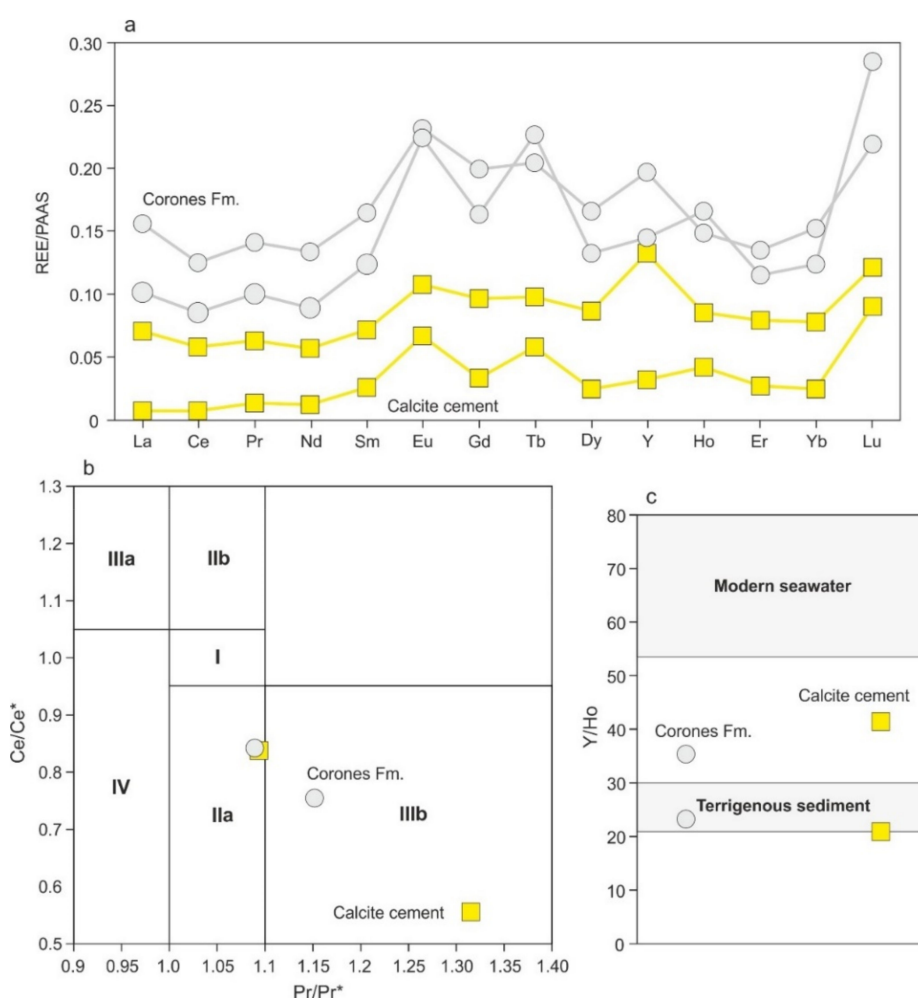 a
0.30
0.25
0.20
0.15
0.10
0.05
0
REE/PAAS
Corones Fm.
Calcite cement
La Ce Pr Nd Sm Eu Gd Tb Dy Y Ho Er Yb Lu
b
1.3
1.2
1.1
1.0
0.9
0.8
0.7
0.6
0.5
Ce/Ce*
IIIa
IIb
I
IV
IIa
IIIb
Corones Fm.
Calcite cement
0.9 0.95 1.0 1.05 1.1 1.15 1.20 1.25 1.30 1.35 1.40
Pr/Pr*
c
80
70
60
50
40
30
20
10
0
Y/Ho
Modern seawater
Calcite cement
Corones Fm.
Terrigenous sediment